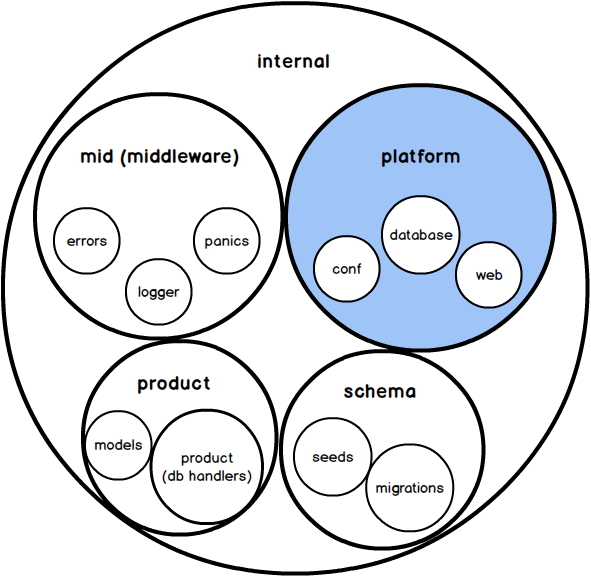 internal
mid (middleware)
platform
errors
panics
logger
database
conf
web
product
schema
models
product
(db handlers)
seeds
migrations